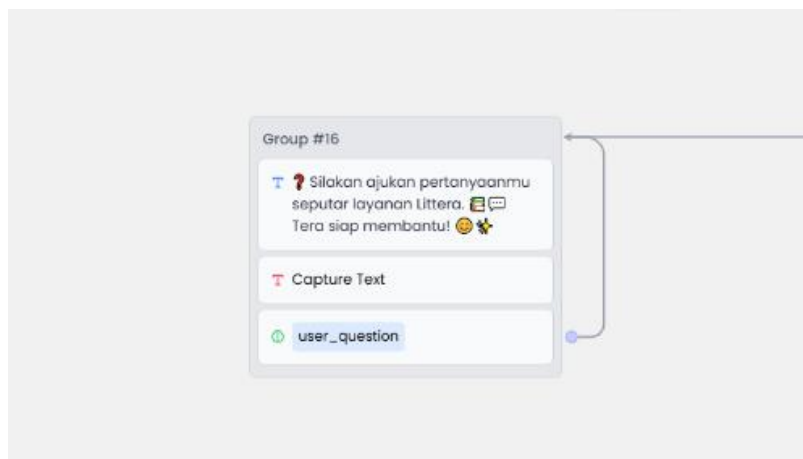 Group #16
T ❓ Silakan ajukan pertanyaanmu
seputar layanan Littera. 📚💬
Tera siap membantu! 😊✨
T Capture Text
user_question